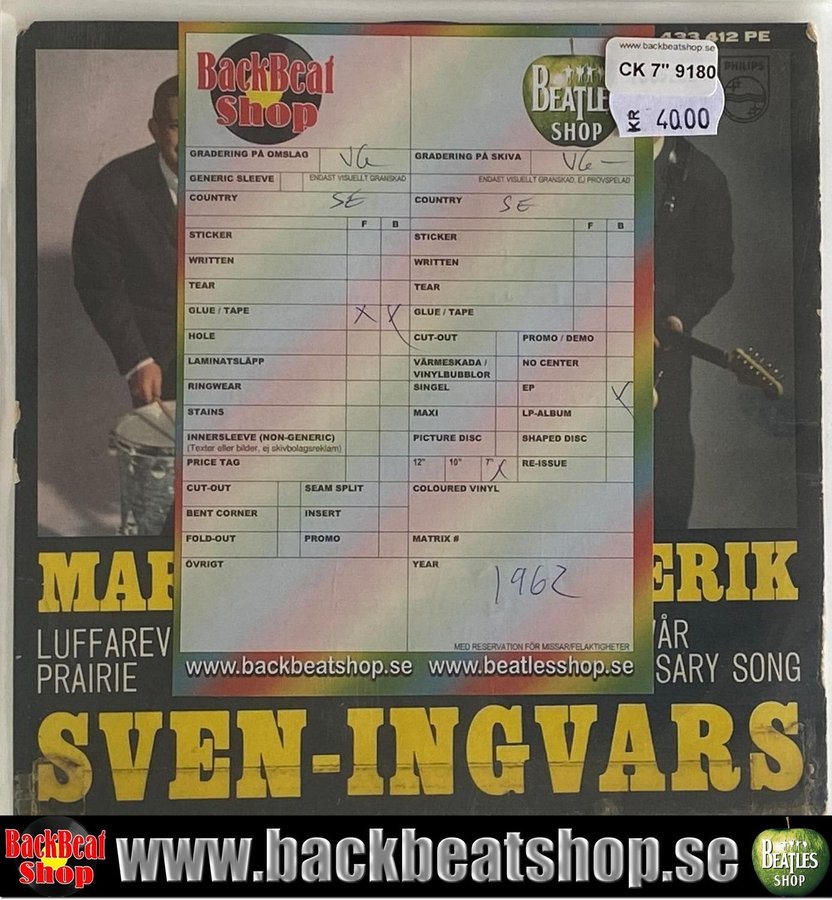 433 412 PE
www.backbeatshop.se
CK 7" 9180
KR 40.00
PHILIPS
BackBeat
Shop
BEATLES
SHOP
GRADERING PÅ OMSLAG VG
GENERIC SLEEVE ENDAST VISUELLT GRANSKAD
COUNTRY SE
F B
STICKER
WRITTEN
TEAR
GLUE / TAPE X X
HOLE
LAMINATSLÄPP
RINGWEAR
STAINS
INNERSLEEVE (NON-GENERIC)
(Texter eller bilder, ej skivbolagsreklam)
PRICE TAG
CUT-OUT SEAM SPLIT
BENT CORNER INSERT
FOLD-OUT PROMO
ÖVRIGT
GRADERING PÅ SKIVA VG-
ENDAST VISUELLT GRANSKAD, EJ PROVSPELAD
COUNTRY SE
F B
STICKER
WRITTEN
TEAR
GLUE / TAPE
CUT-OUT PROMO / DEMO
VÄRMESKADA / NO CENTER
VINYLBUBBLOR
SINGEL EP X
MAXI LP-ALBUM
PICTURE DISC SHAPED DISC
12" 10" 7" X RE-ISSUE
COLOURED VINYL
MATRIX #
YEAR 1962
MED RESERVATION FÖR MISSAR/FELAKTIGHETER
www.backbeatshop.se www.beatlesshop.se
MAR ERIK
LUFFAREV VÅR
PRAIRIE SARY SONG
SVEN-INGVARS
BackBeat
Shop
www.backbeatshop.se
BEATLES
SHOP